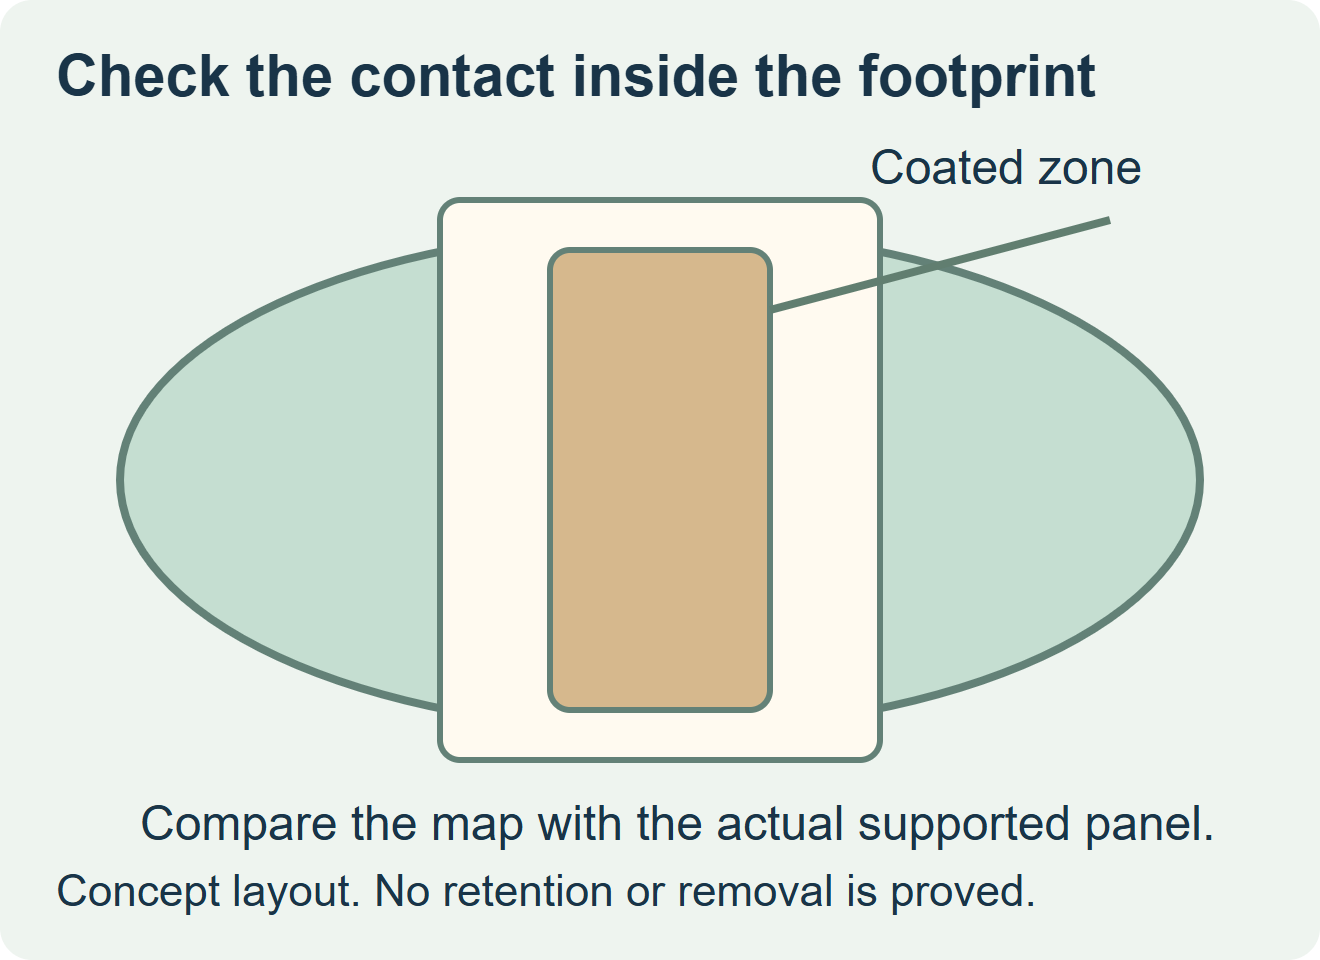 Check the contact inside the footprint
Coated zone
Compare the map with the actual supported panel.
Concept layout. No retention or removal is proved.